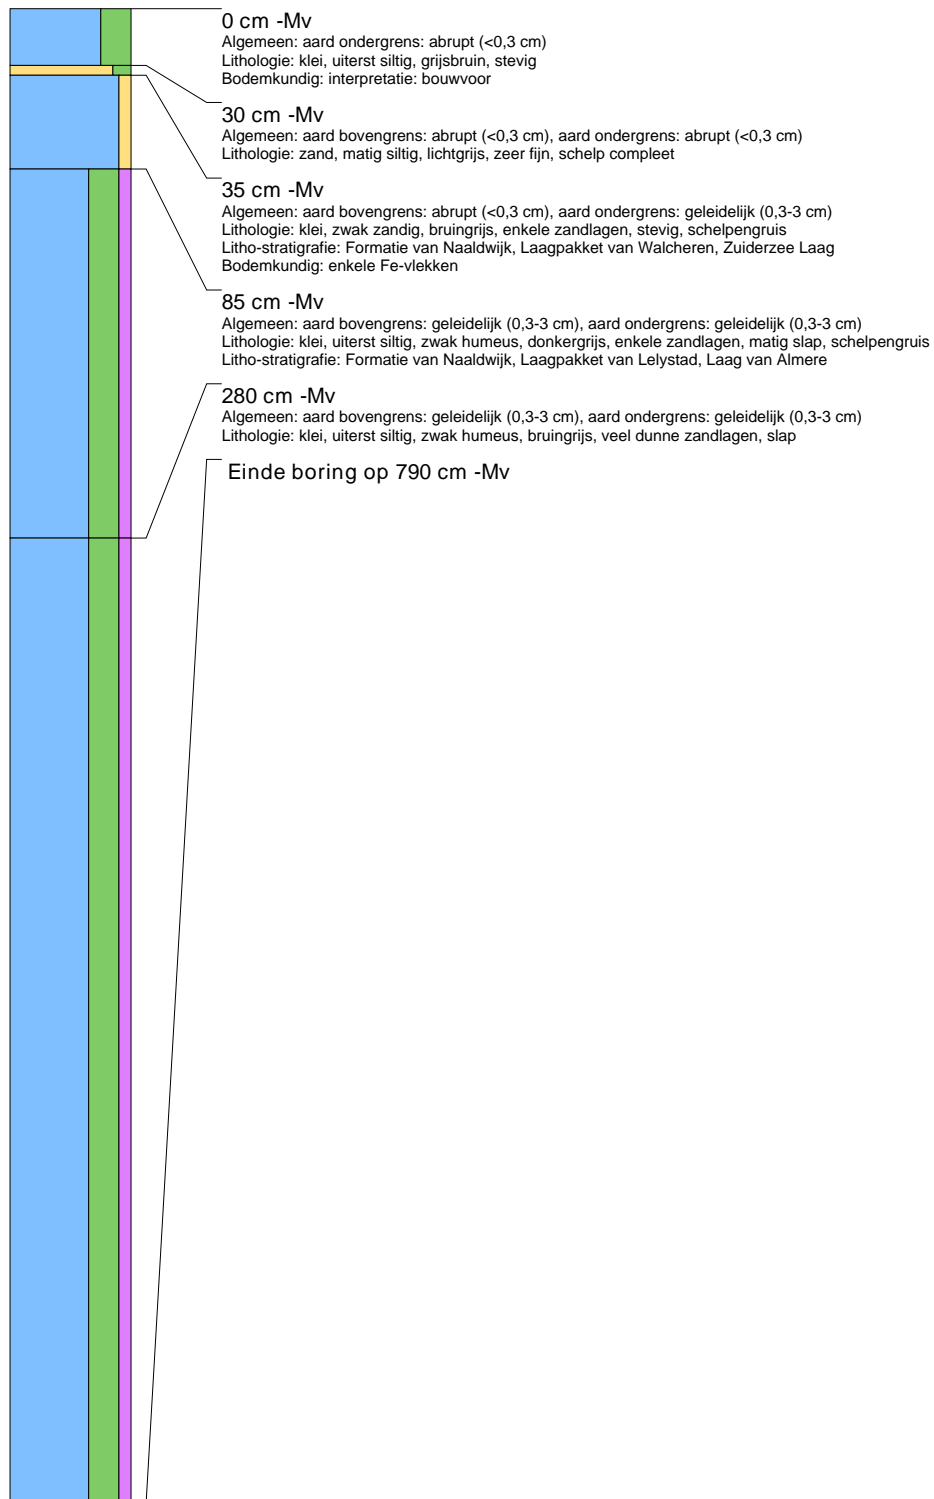 0 cm -Mv
Algemeen: aard ondergrens: abrupt (<0,3 cm)
Lithologie: klei, uiterst siltig, grijsbruin, stevig
Bodemkundig: interpretatie: bouwvoor
30 cm -Mv
Algemeen: aard bovengrens: abrupt (<0,3 cm), aard ondergrens: abrupt (<0,3 cm)
Lithologie: zand, matig siltig, lichtgrijs, zeer fijn, schelp compleet
35 cm -Mv
Algemeen: aard bovengrens: abrupt (<0,3 cm), aard ondergrens: geleidelijk (0,3-3 cm)
Lithologie: klei, zwak zandig, bruingrijs, enkele zandlagen, stevig, schelpengruis
Litho-stratigrafie: Formatie van Naaldwijk, Laagpakket van Walcheren, Zuiderzee Laag
Bodemkundig: enkele Fe-vlekken
85 cm -Mv
Algemeen: aard bovengrens: geleidelijk (0,3-3 cm), aard ondergrens: geleidelijk (0,3-3 cm)
Lithologie: klei, uiterst siltig, zwak humeus, donkergrijs, enkele zandlagen, matig slap, schelpengruis
Litho-stratigrafie: Formatie van Naaldwijk, Laagpakket van Lelystad, Laag van Almere
280 cm -Mv
Algemeen: aard bovengrens: geleidelijk (0,3-3 cm), aard ondergrens: geleidelijk (0,3-3 cm)
Lithologie: klei, uiterst siltig, zwak humeus, bruingrijs, veel dunne zandlagen, slap
Einde boring op 790 cm -Mv